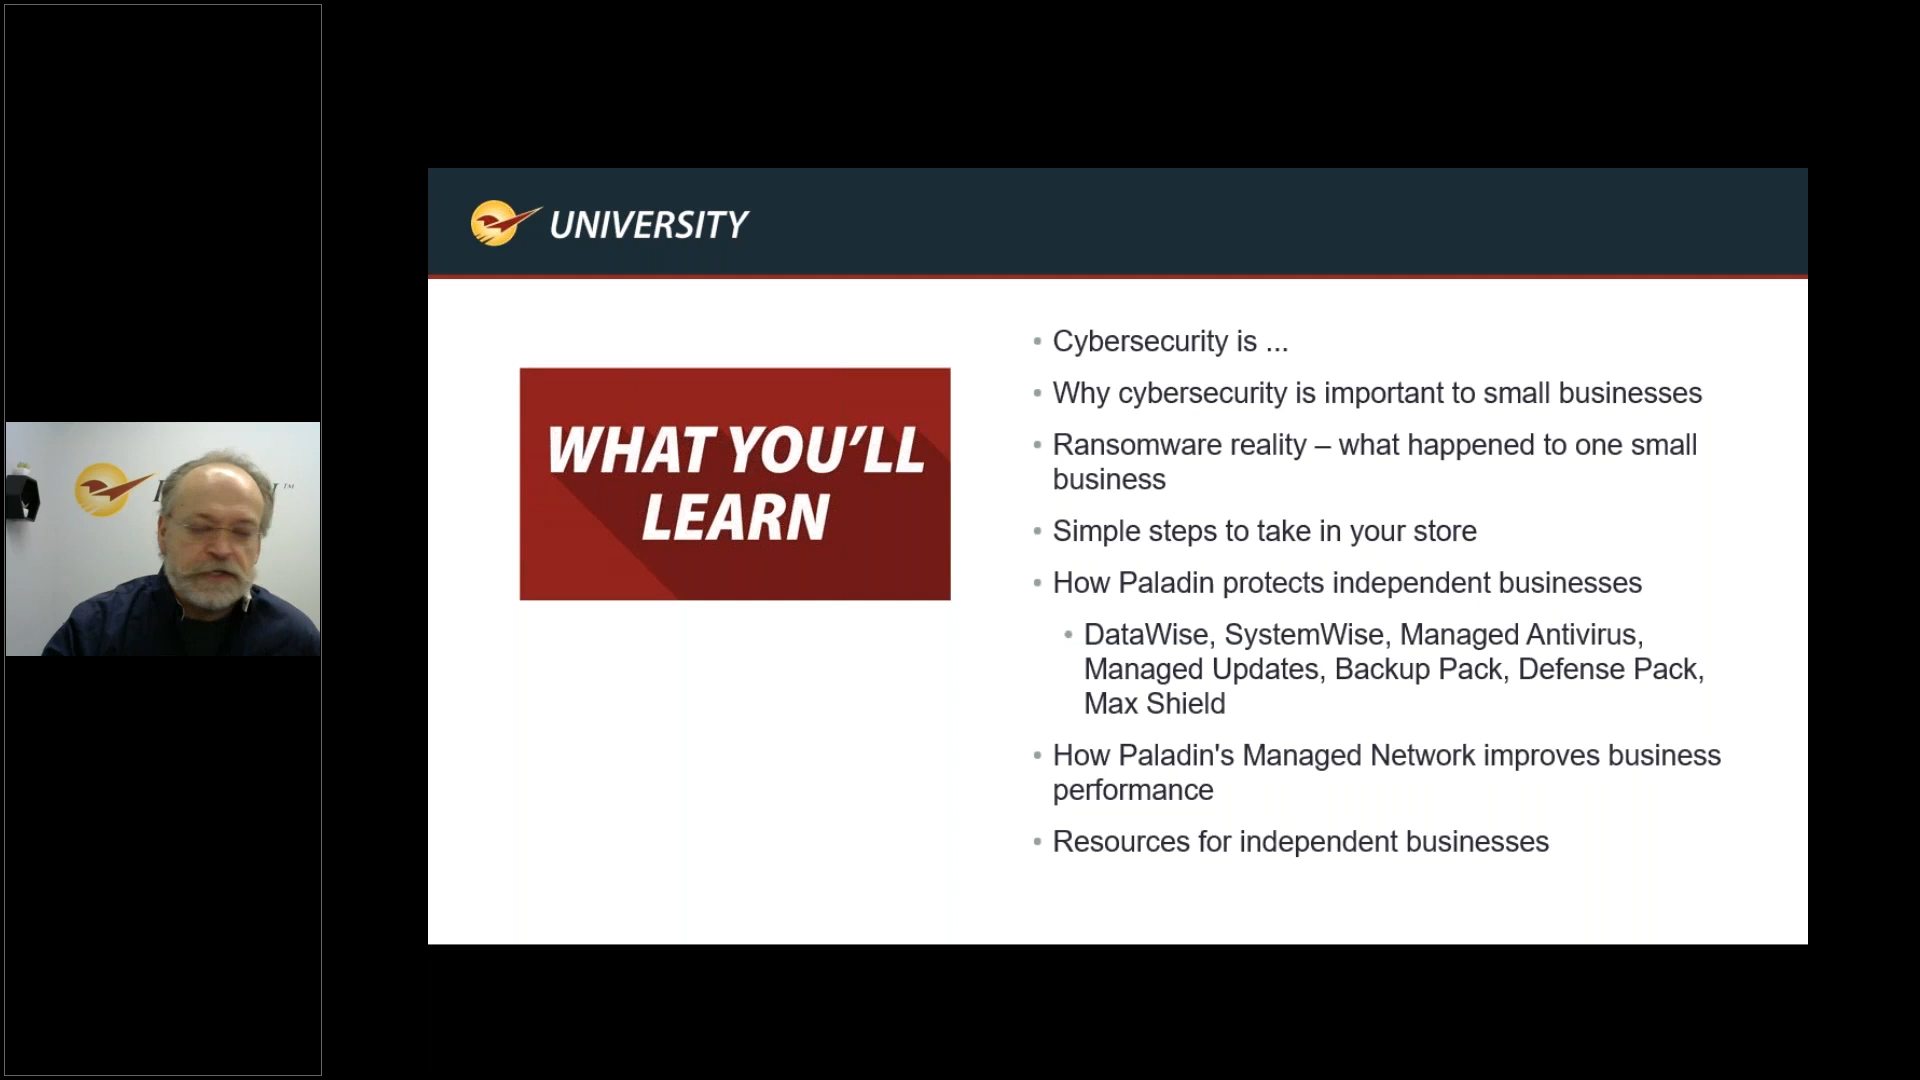 UNIVERSITY
WHAT YOU'LL
LEARN
• Cybersecurity is ...
• Why cybersecurity is important to small businesses
• Ransomware reality – what happened to one small
business
• Simple steps to take in your store
• How Paladin protects independent businesses
• DataWise, SystemWise, Managed Antivirus,
Managed Updates, Backup Pack, Defense Pack,
Max Shield
• How Paladin's Managed Network improves business
performance
• Resources for independent businesses